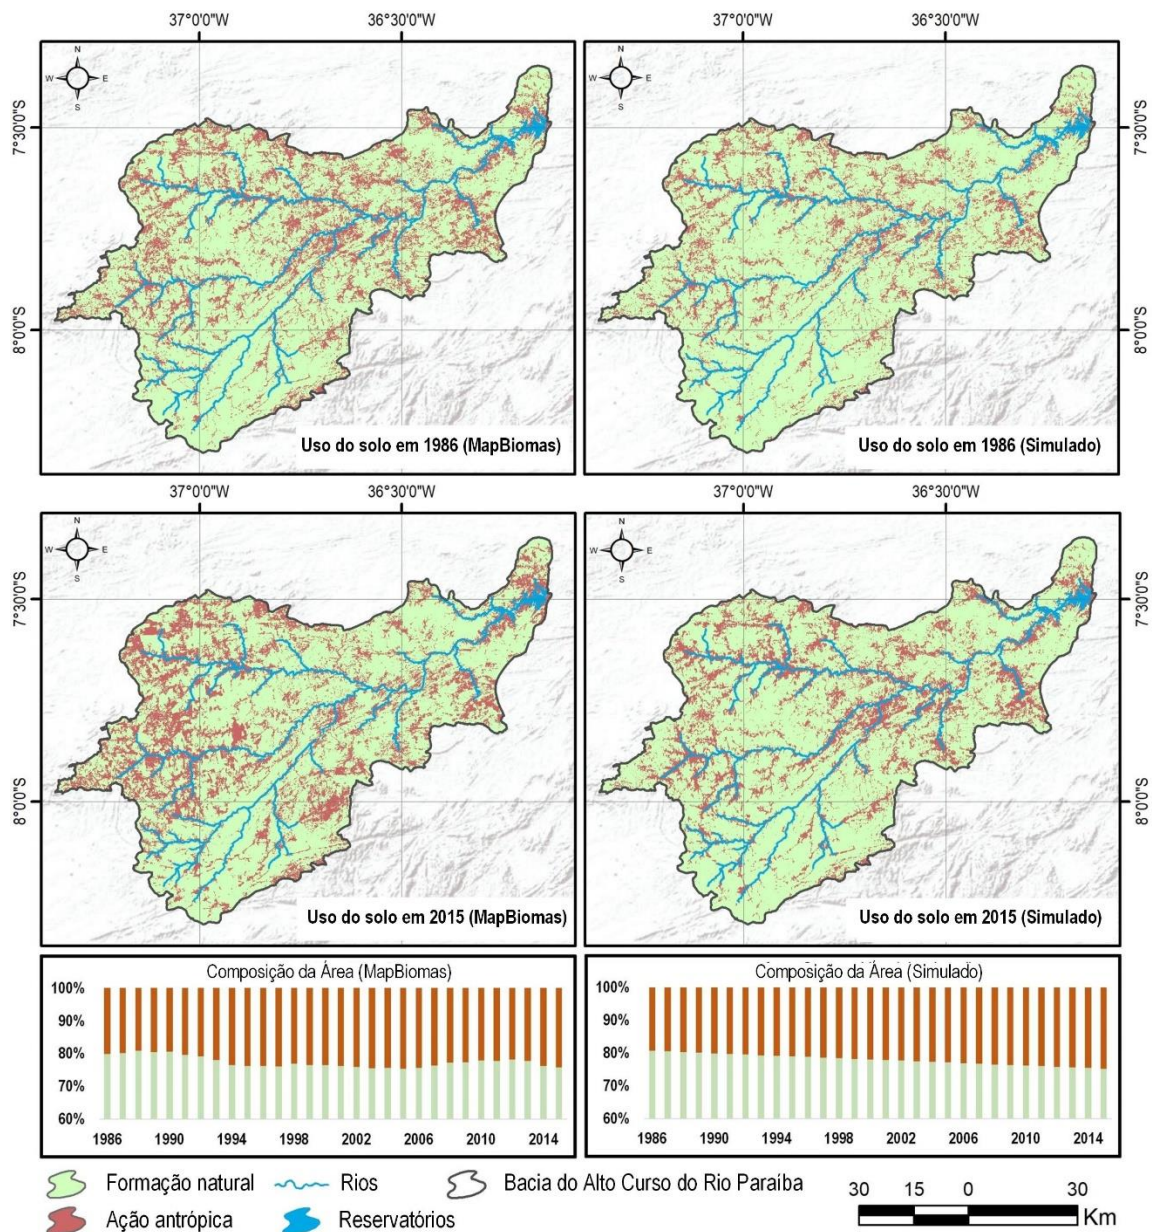 37°0'0"W 36°30'0"W 37°0'0"W 36°30'0"W
N
W E
S
N
W E
S
7°30'0"S
7°30'0"S
8°0'0"S
8°0'0"S
Uso do solo em 1986 (MapBiomas)
Uso do solo em 1986 (Simulado)
37°0'0"W 36°30'0"W 37°0'0"W 36°30'0"W
N
W E
S
N
W E
S
7°30'0"S
7°30'0"S
8°0'0"S
8°0'0"S
Uso do solo em 2015 (MapBiomas)
Uso do solo em 2015 (Simulado)
Composição da Área (MapBiomas)
100%
90%
80%
70%
60%
1986 1990 1994 1998 2002 2006 2010 2014
Composição da Área (Simulado)
100%
90%
80%
70%
60%
1986 1990 1994 1998 2002 2006 2010 2014
Formação natural Rios Bacia do Alto Curso do Rio Paraíba
Ação antrópica Reservatórios
30 15 0 30
Km